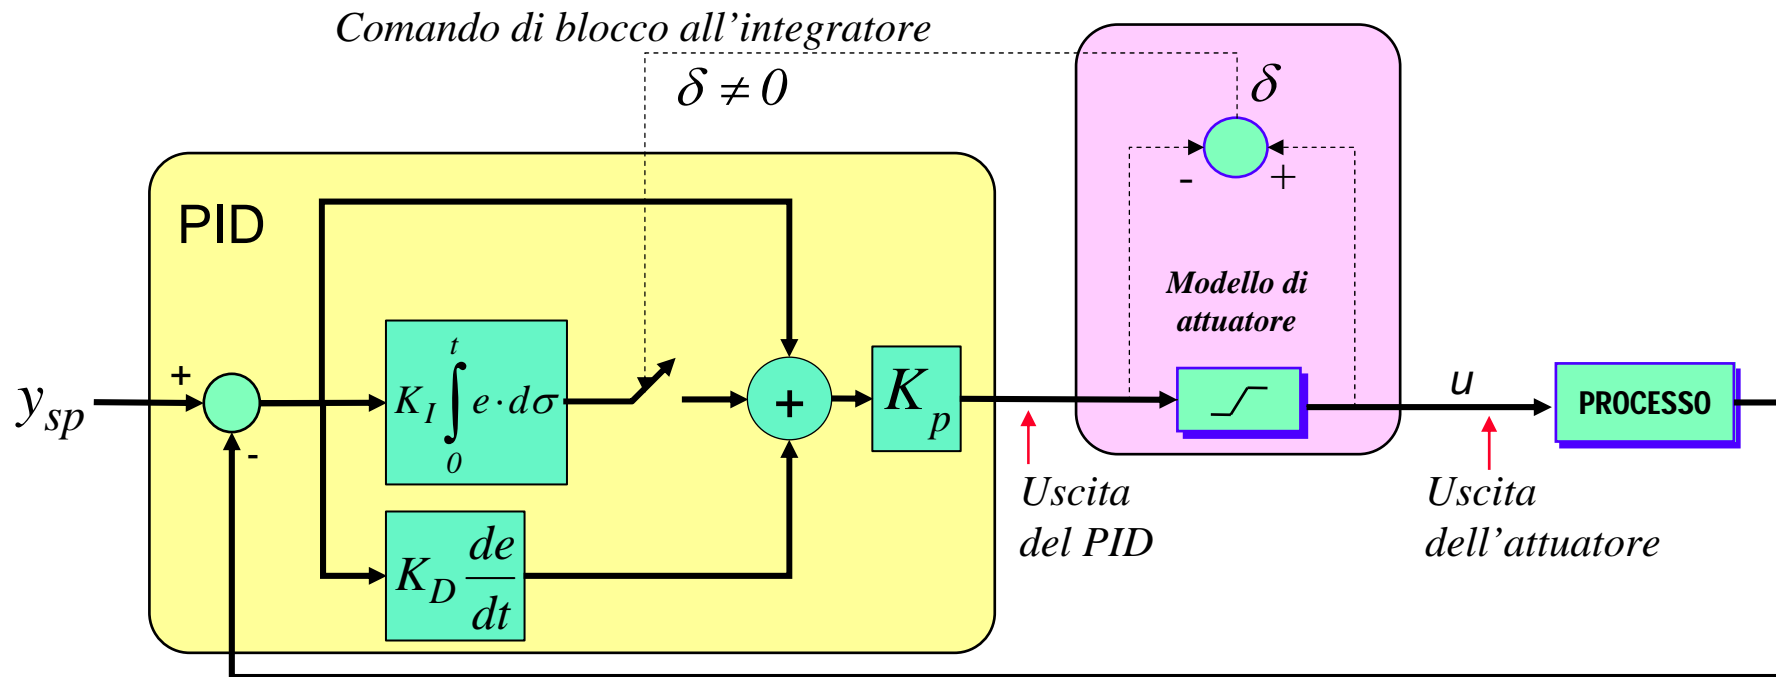 Comando di blocco all'integratore
δ ≠ 0
δ
- +
PID
Modello di
attuatore
t
K_I ∫ e · dσ
0
+
y_sp
-
+
K_p
u
PROCESSO
K_D de/dt
Uscita
del PID
Uscita
dell'attuatore